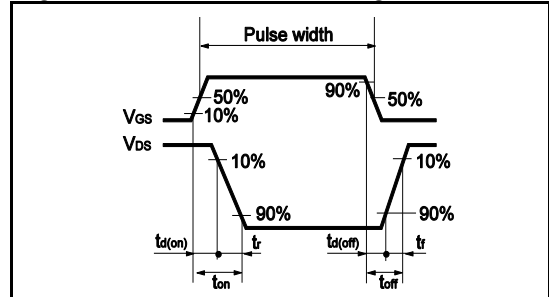 Pulse width
90%
50%
50%
10%
VGS
VDS
10%
10%
90%
90%
td(on)
tr
td(off)
tf
ton
toff